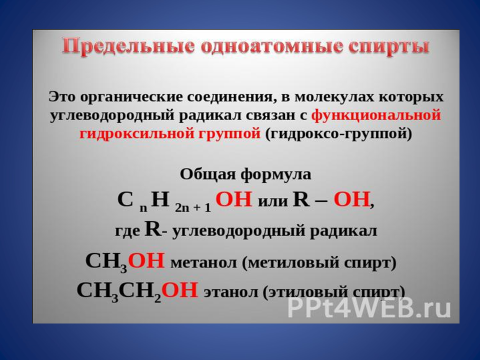 Предельные одноатомные спирты
Это органические соединения, в молекулах которых
углеводородный радикал связан с функциональной
гидроксильной группой (гидроксо-группой)
Общая формула
C n H 2n + 1 OH или R – OH,
где R- углеводородный радикал
CH3OH метанол (метиловый спирт)
CH3CH2OH этанол (этиловый спирт)
PPt4WEB.ru